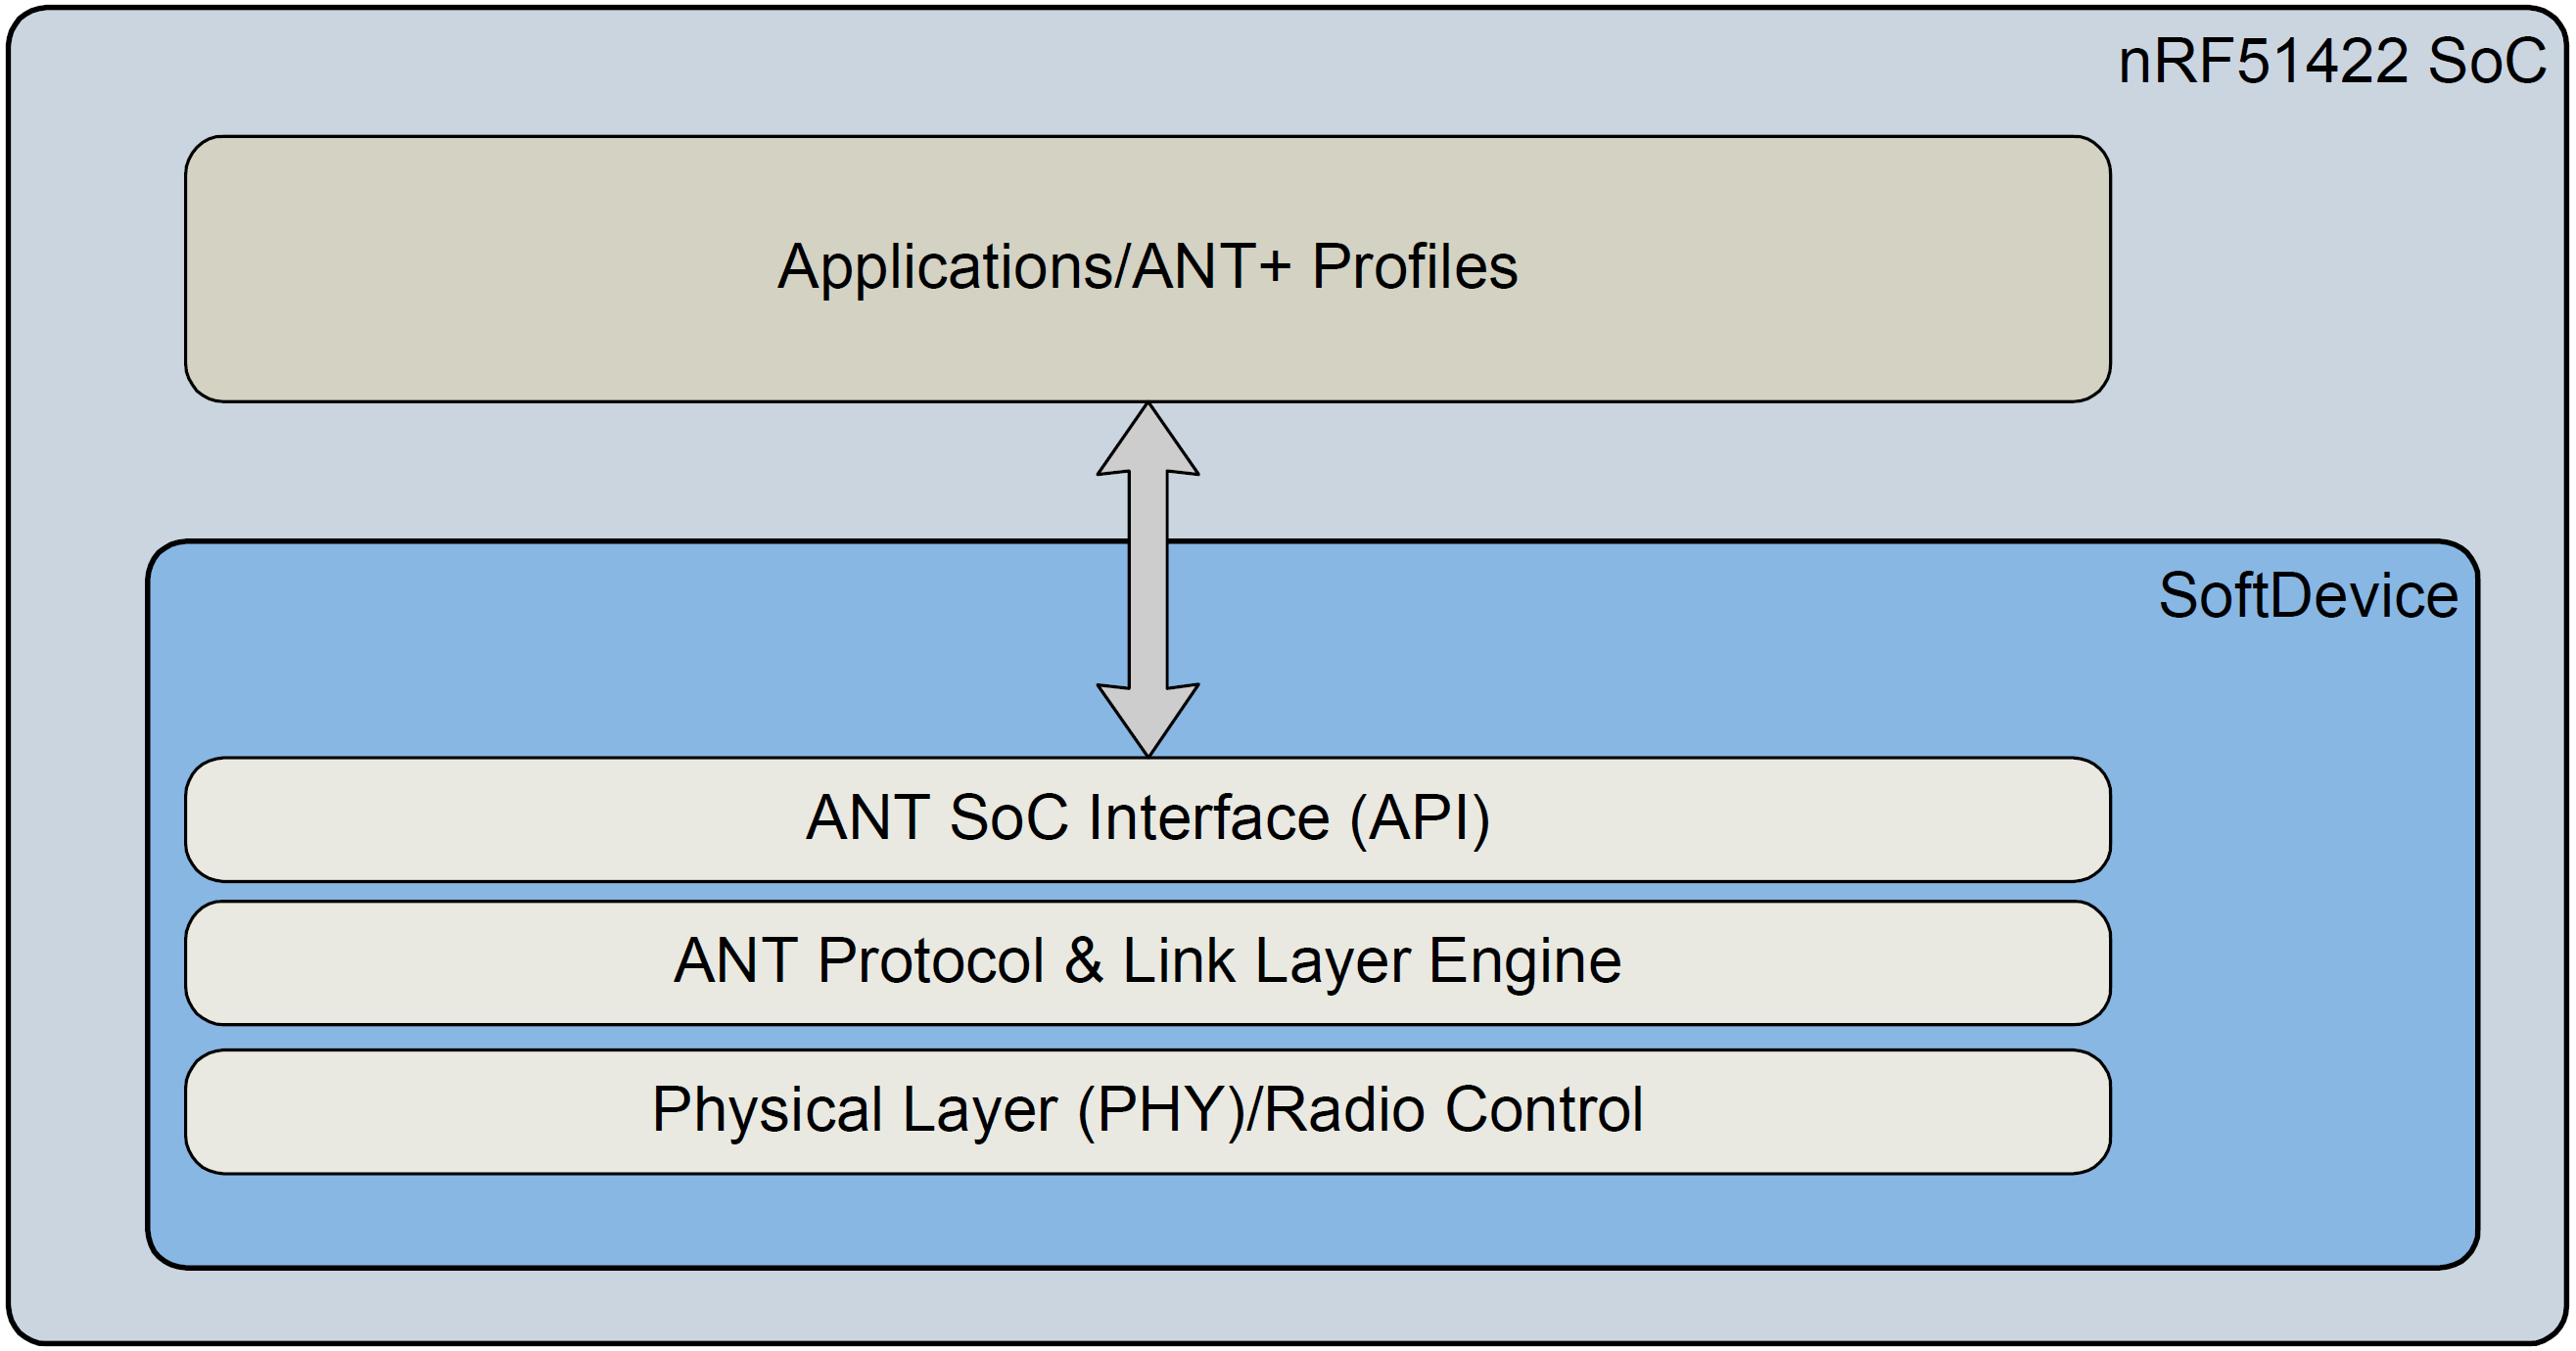 nRF51422 SoC
Applications/ANT+ Profiles
SoftDevice
ANT SoC Interface (API)
ANT Protocol & Link Layer Engine
Physical Layer (PHY)/Radio Control